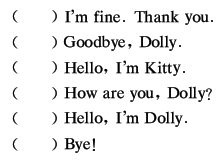 (    ) I'm fine. Thank you.
(    ) Goodbye, Dolly.
(    ) Hello, I'm Kitty.
(    ) How are you, Dolly?
(    ) Hello, I'm Dolly.
(    ) Bye!